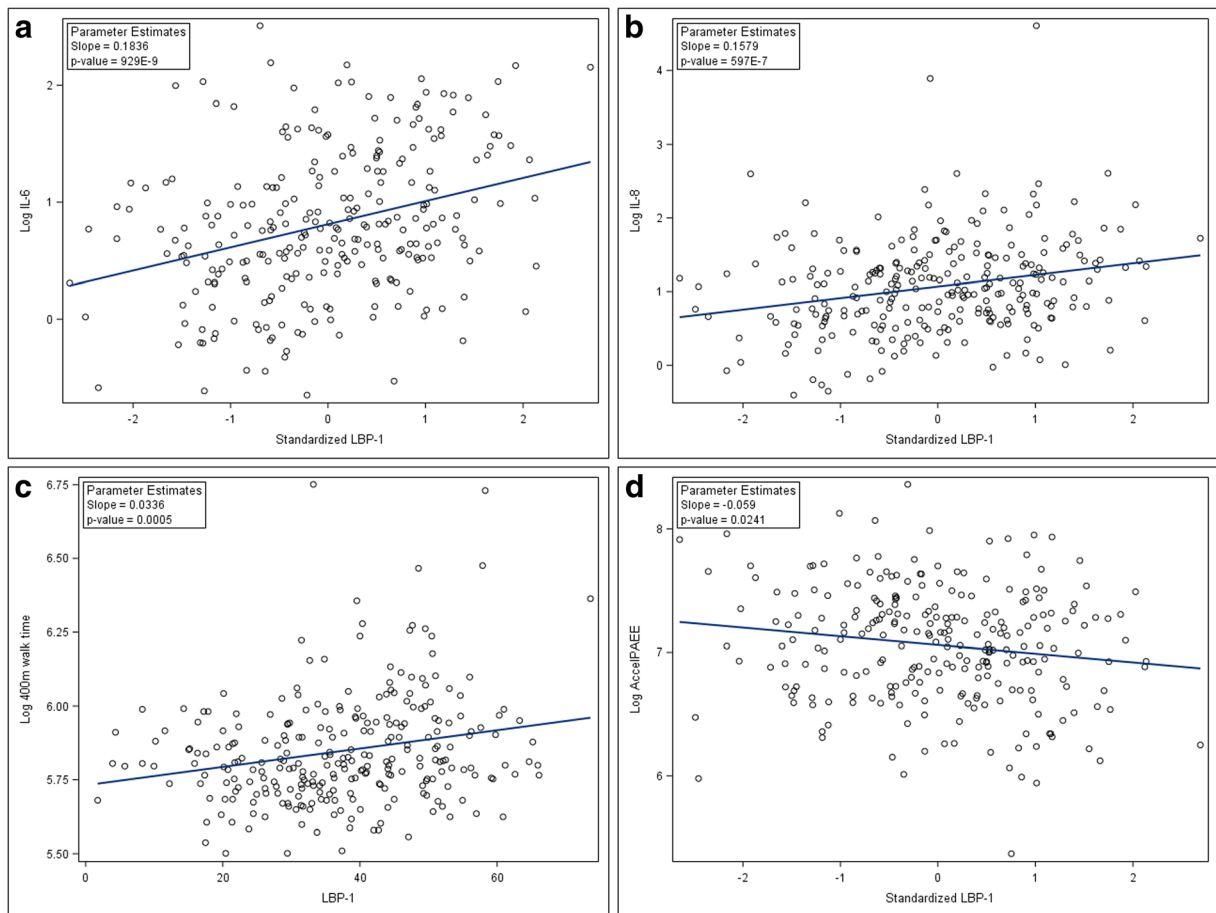 a
Parameter Estimates
Slope = 0.1836
p-value = 929E-9
2
1
0
Log IL-6
-2 -1 0 1 2
Standardized LBP-1
b
Parameter Estimates
Slope = 0.1579
p-value = 597E-7
4
3
2
1
0
Log IL-8
-2 -1 0 1 2
Standardized LBP-1
c
Parameter Estimates
Slope = 0.0336
p-value = 0.0005
6.75
6.50
6.25
6.00
5.75
5.50
Log 400m walk time
0 20 40 60
LBP-1
d
Parameter Estimates
Slope = -0.059
p-value = 0.0241
8
7
6
Log AccelPAEE
-2 -1 0 1 2
Standardized LBP-1